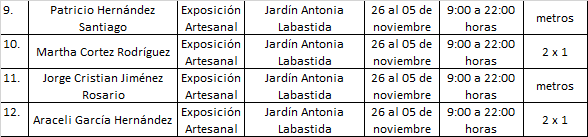 9. Patricio Hernández Santiago Exposición Artesanal Jardín Antonia Labastida 26 al 05 de noviembre 9:00 a 22:00 horas metros
10. Martha Cortez Rodríguez Exposición Artesanal Jardín Antonia Labastida 26 al 05 de noviembre 9:00 a 22:00 horas 2 x 1
11. Jorge Cristian Jiménez Rosario Exposición Artesanal Jardín Antonia Labastida 26 al 05 de noviembre 9:00 a 22:00 horas metros
12. Araceli García Hernández Exposición Artesanal Jardín Antonia Labastida 26 al 05 de noviembre 9:00 a 22:00 horas 2 x 1